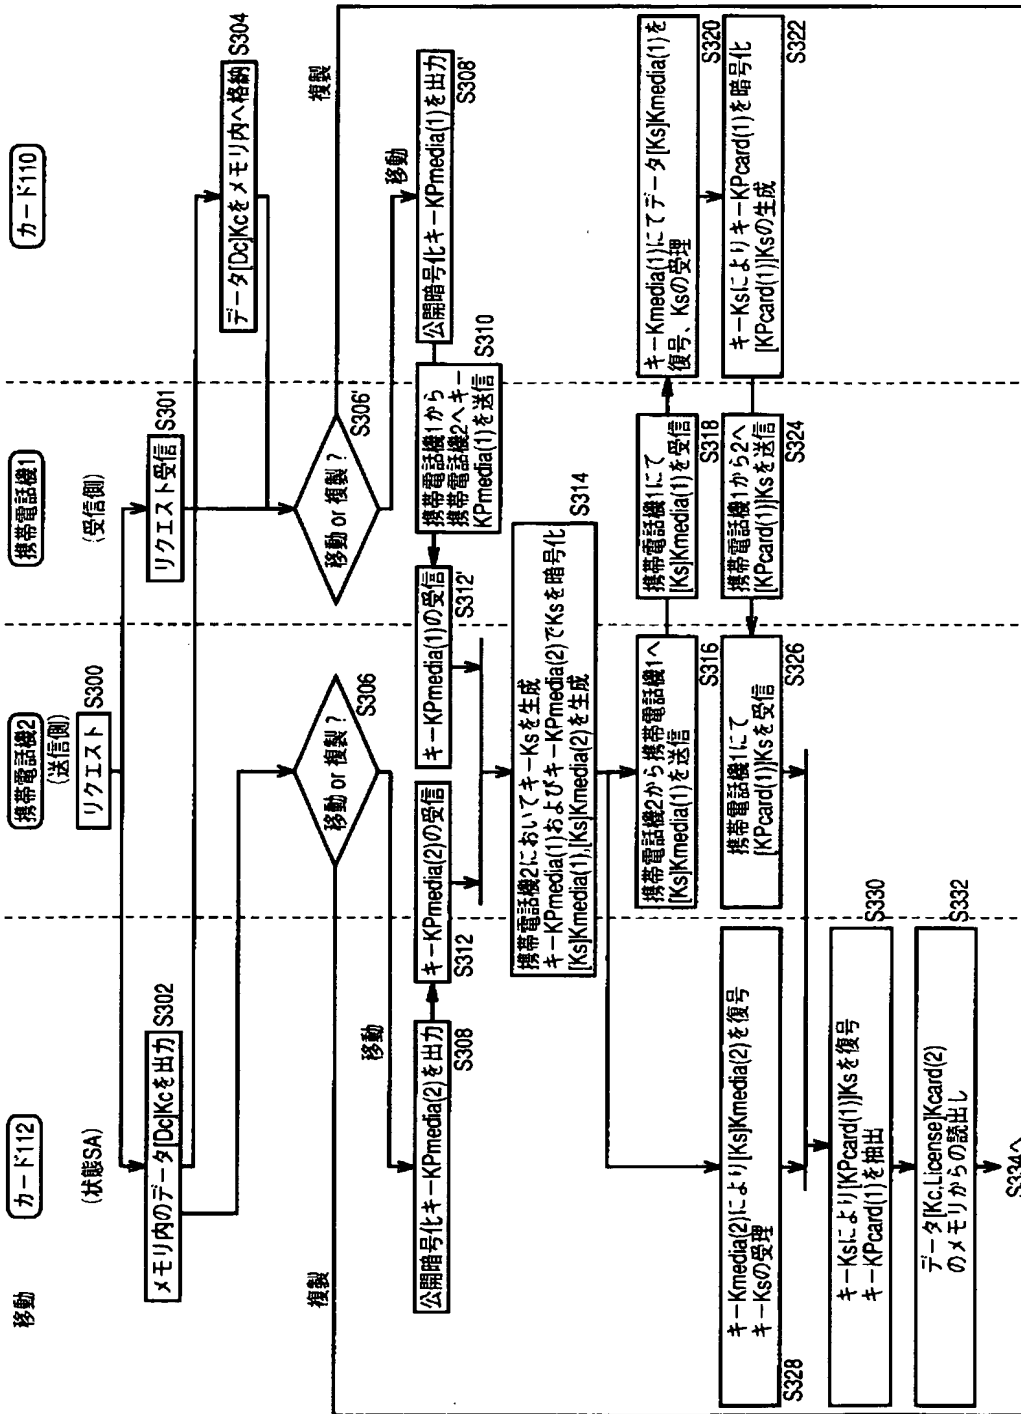 移動
カード112
携帯電話機2
携帯電話機1
カード110
(状態SA)
(送信側)
(受信側)
リクエスト
S300
リクエスト受信
S301
メモリ内のデータ[Dc]Kcを出力
S302
データ[Dc]Kcをメモリ内へ格納
S304
複製
移動 or 複製?
S306
移動 or 複製?
S306'
複製
移動
移動
公開暗号化キーKPmedia(2)を出力
S308
キーKPmedia(2)の受信
S312
キーKPmedia(1)の受信
S312'
携帯電話機1から
携帯電話機2へキー
KPmedia(1)を送信
S310
公開暗号化キーKPmedia(1)を出力
S308'
携帯電話機2においてキーKsを生成
キーKPmedia(1)およびキーKPmedia(2)でKsを暗号化
[Ks]Kmedia(1),[Ks]Kmedia(2)を生成
S314
キーKmedia(2)により[Ks]Kmedia(2)を復号
キーKsの受理
S328
携帯電話機2から携帯電話機1へ
[Ks]Kmedia(1)を送信
S316
携帯電話機1にて
[Ks]Kmedia(1)を受信
S318
キーKmedia(1)にてデータ[Ks]Kmedia(1)を
復号、Ksの受理
S320
キーKsによりキーKPcard(1)を暗号化
[KPcard(1)]Ksの生成
S322
携帯電話機1から2へ
[KPcard(1)]Ksを送信
S324
携帯電話機1にて
[KPcard(1)]Ksを受信
S326
キーKsにより[KPcard(1)]Ksを復号
キーKPcard(1)を抽出
S330
データ[Kc,License]Kcard(2)
のメモリからの読出し
S332
S334へ